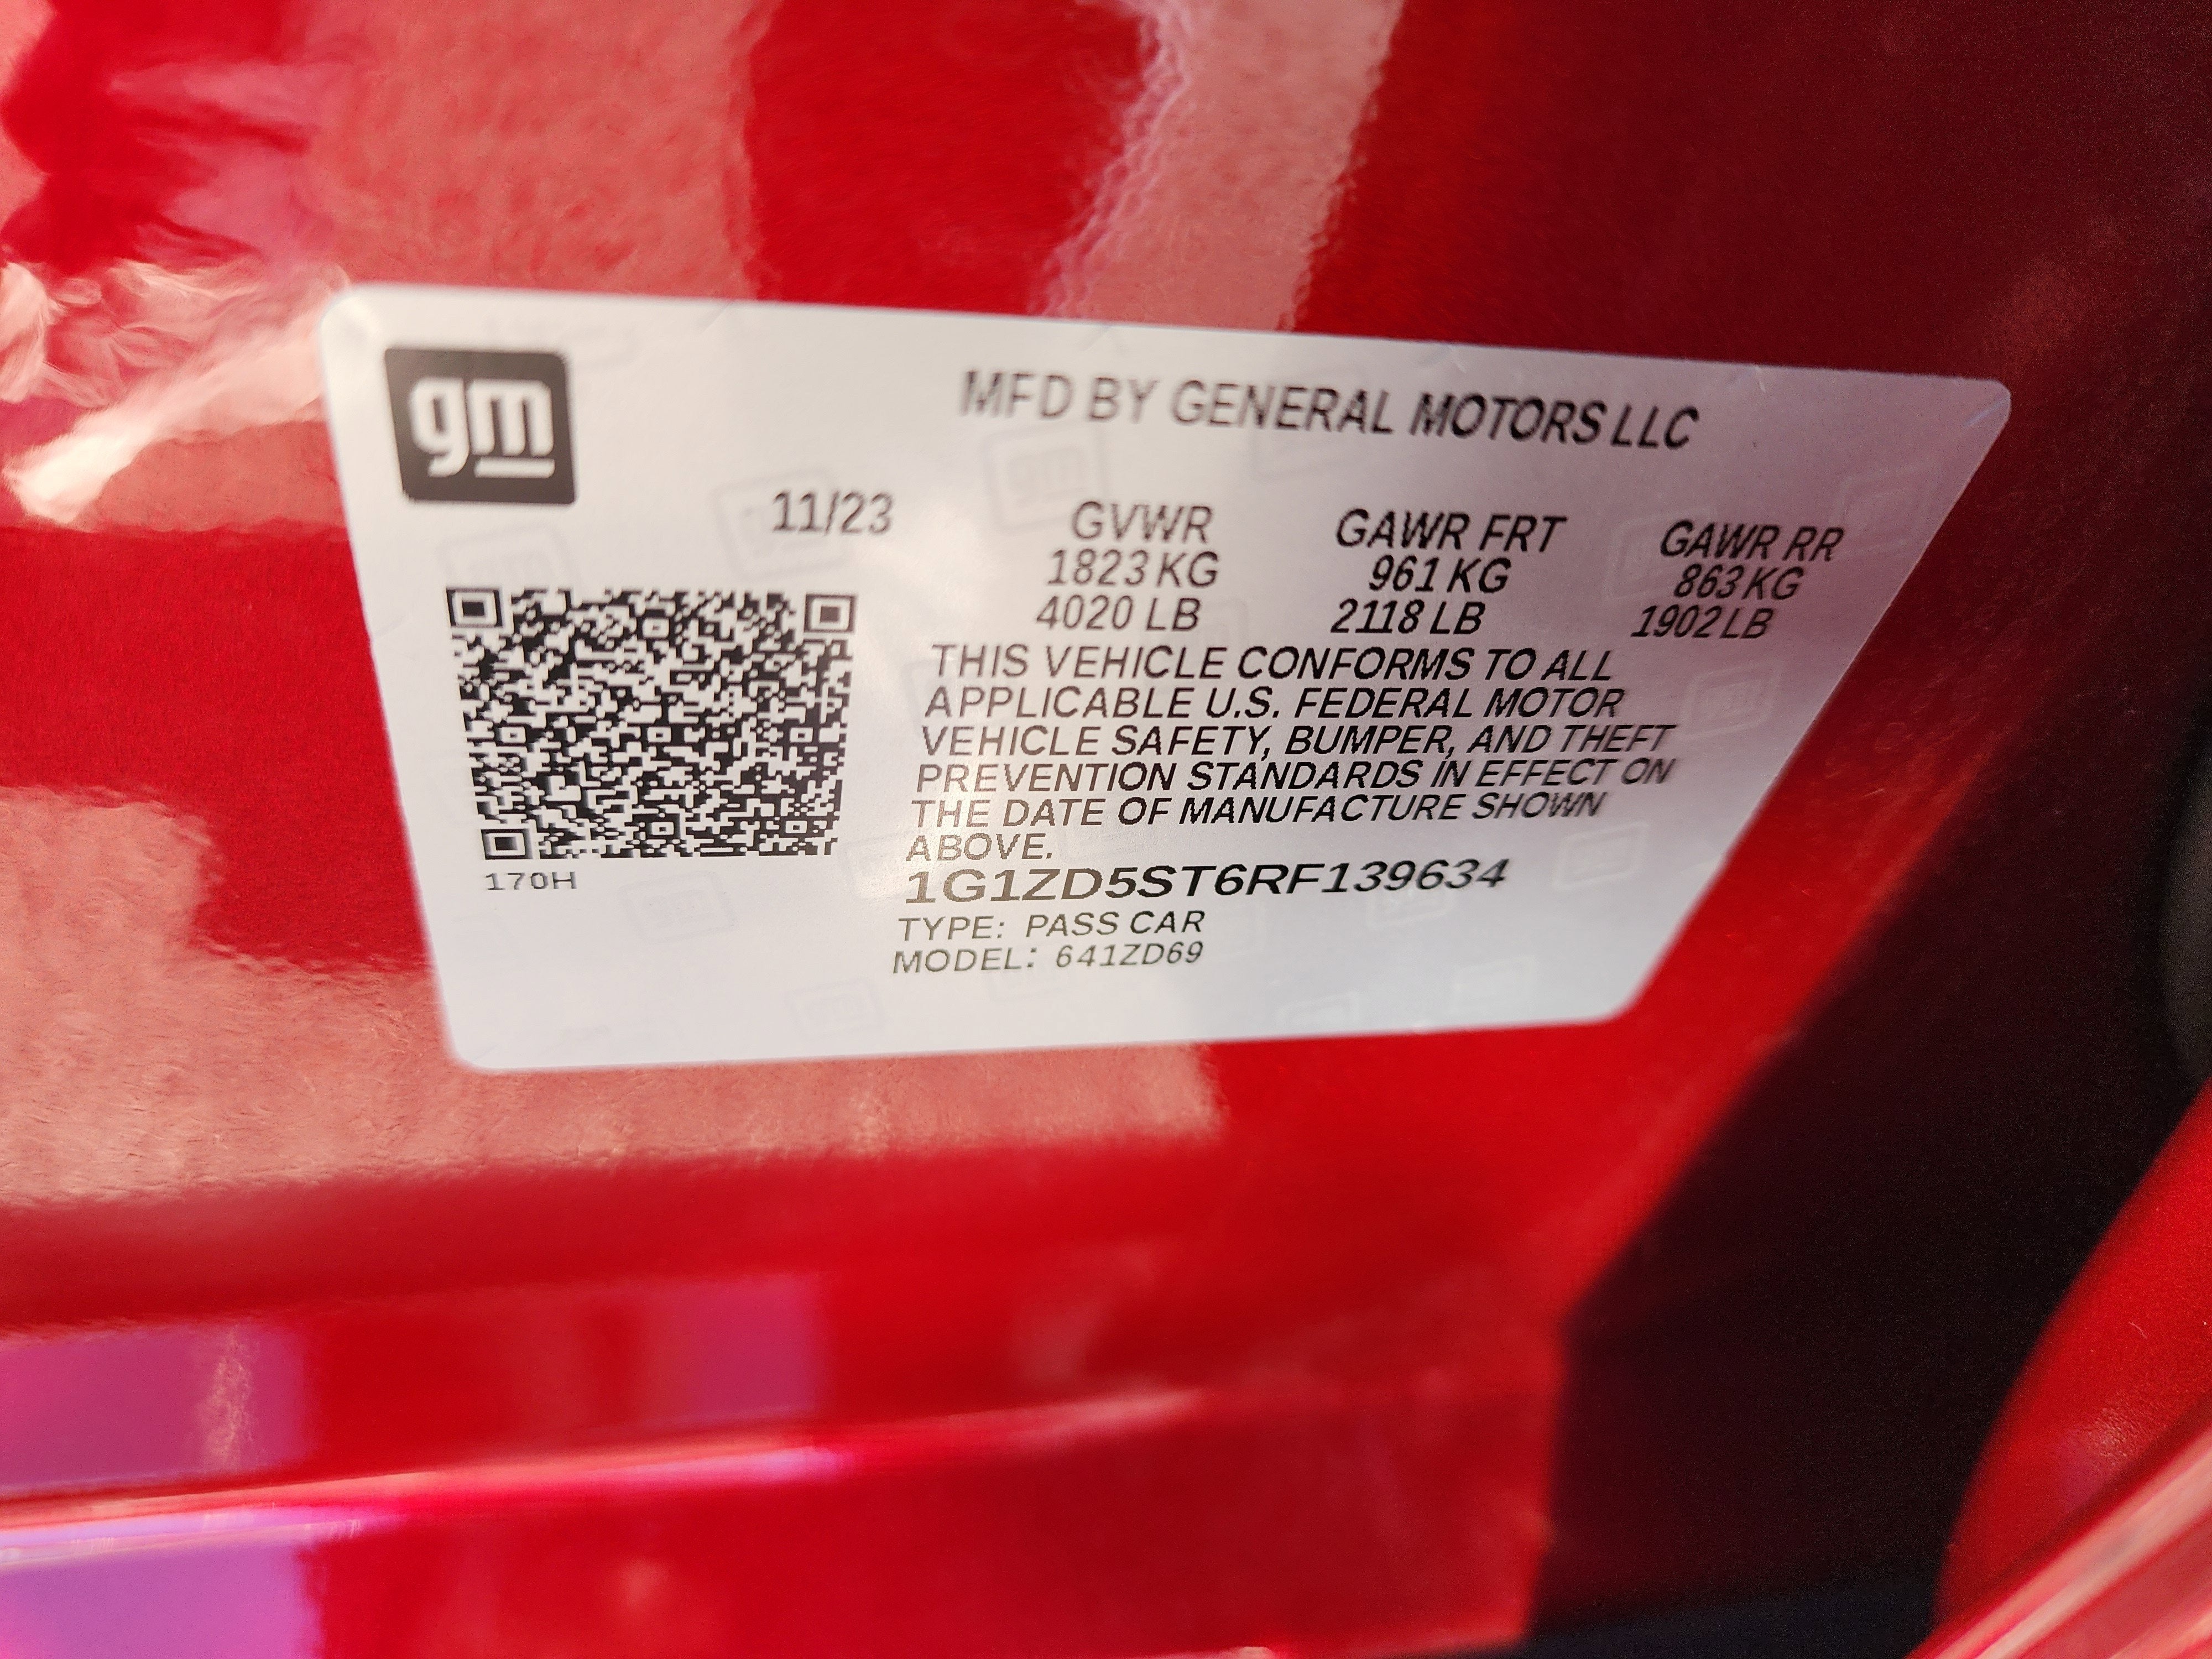 gm
MFD BY GENERAL MOTORS LLC
11/23 GVWR GAWR FRT GAWR RR
1823 KG 961 KG 863 KG
4020 LB 2118 LB 1902 LB
THIS VEHICLE CONFORMS TO ALL
APPLICABLE U.S. FEDERAL MOTOR
VEHICLE SAFETY, BUMPER, AND THEFT
PREVENTION STANDARDS IN EFFECT ON
THE DATE OF MANUFACTURE SHOWN
ABOVE.
170H
1G1ZD5ST6RF139634
TYPE: PASS CAR
MODEL: 641ZD69